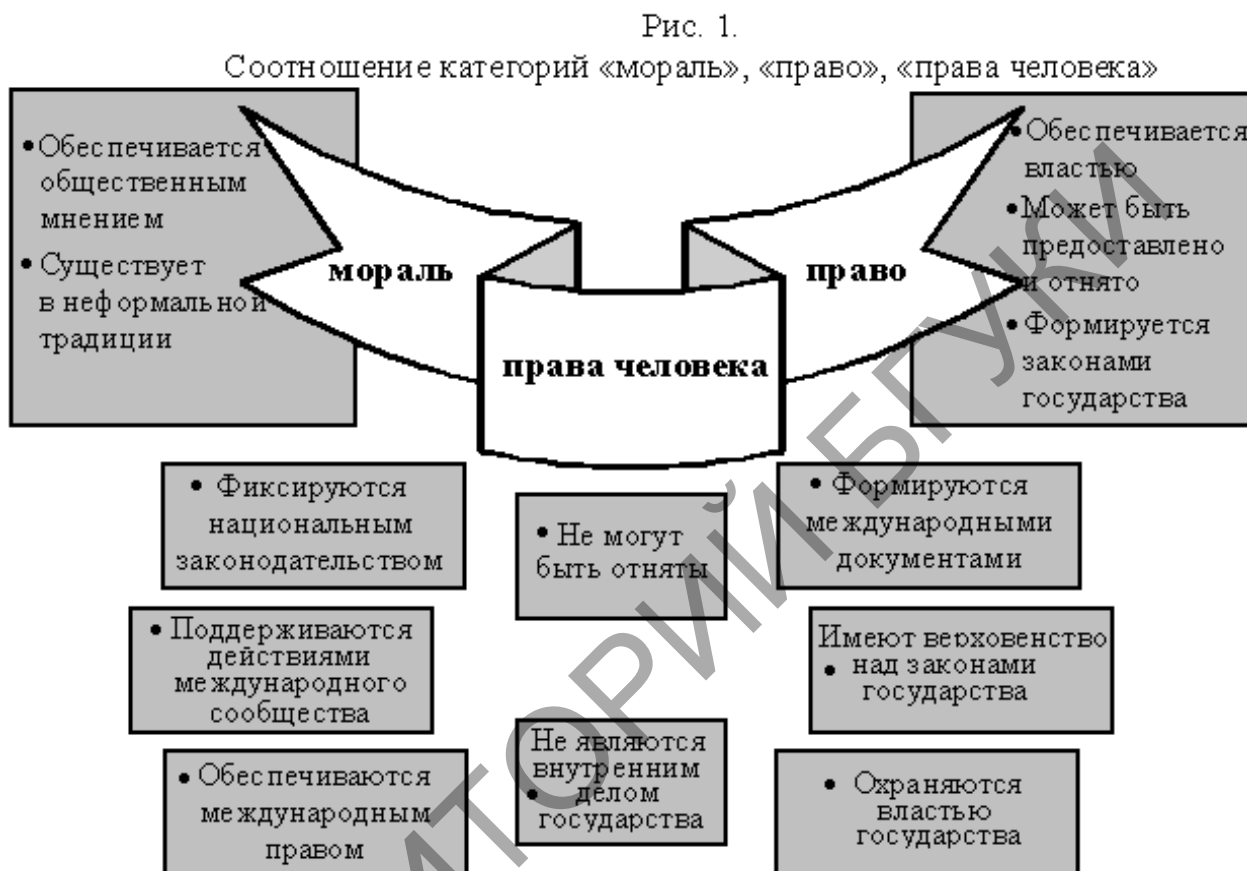 Рис. 1.
Соотношение категорий «мораль», «право», «права человека»
• Обеспечивается
общественным
мнением
• Существует
в неформальной
традиции
мораль
права человека
право
• Обеспечивается
властью
• Может быть
предоставлено
и отнято
• Формируется
законами
государства
• Фиксируются
национальным
законодательством
• Не могут
быть отняты
• Формируются
международными
документами
• Поддерживаются
действиями
международного
сообщества
Имеют верховенство
• над законами
государства
• Обеспечиваются
международным
правом
Не являются
внутренним
• делом
государства
• Охраняются
властью
государства
ИТОРИЙ БГУКИ